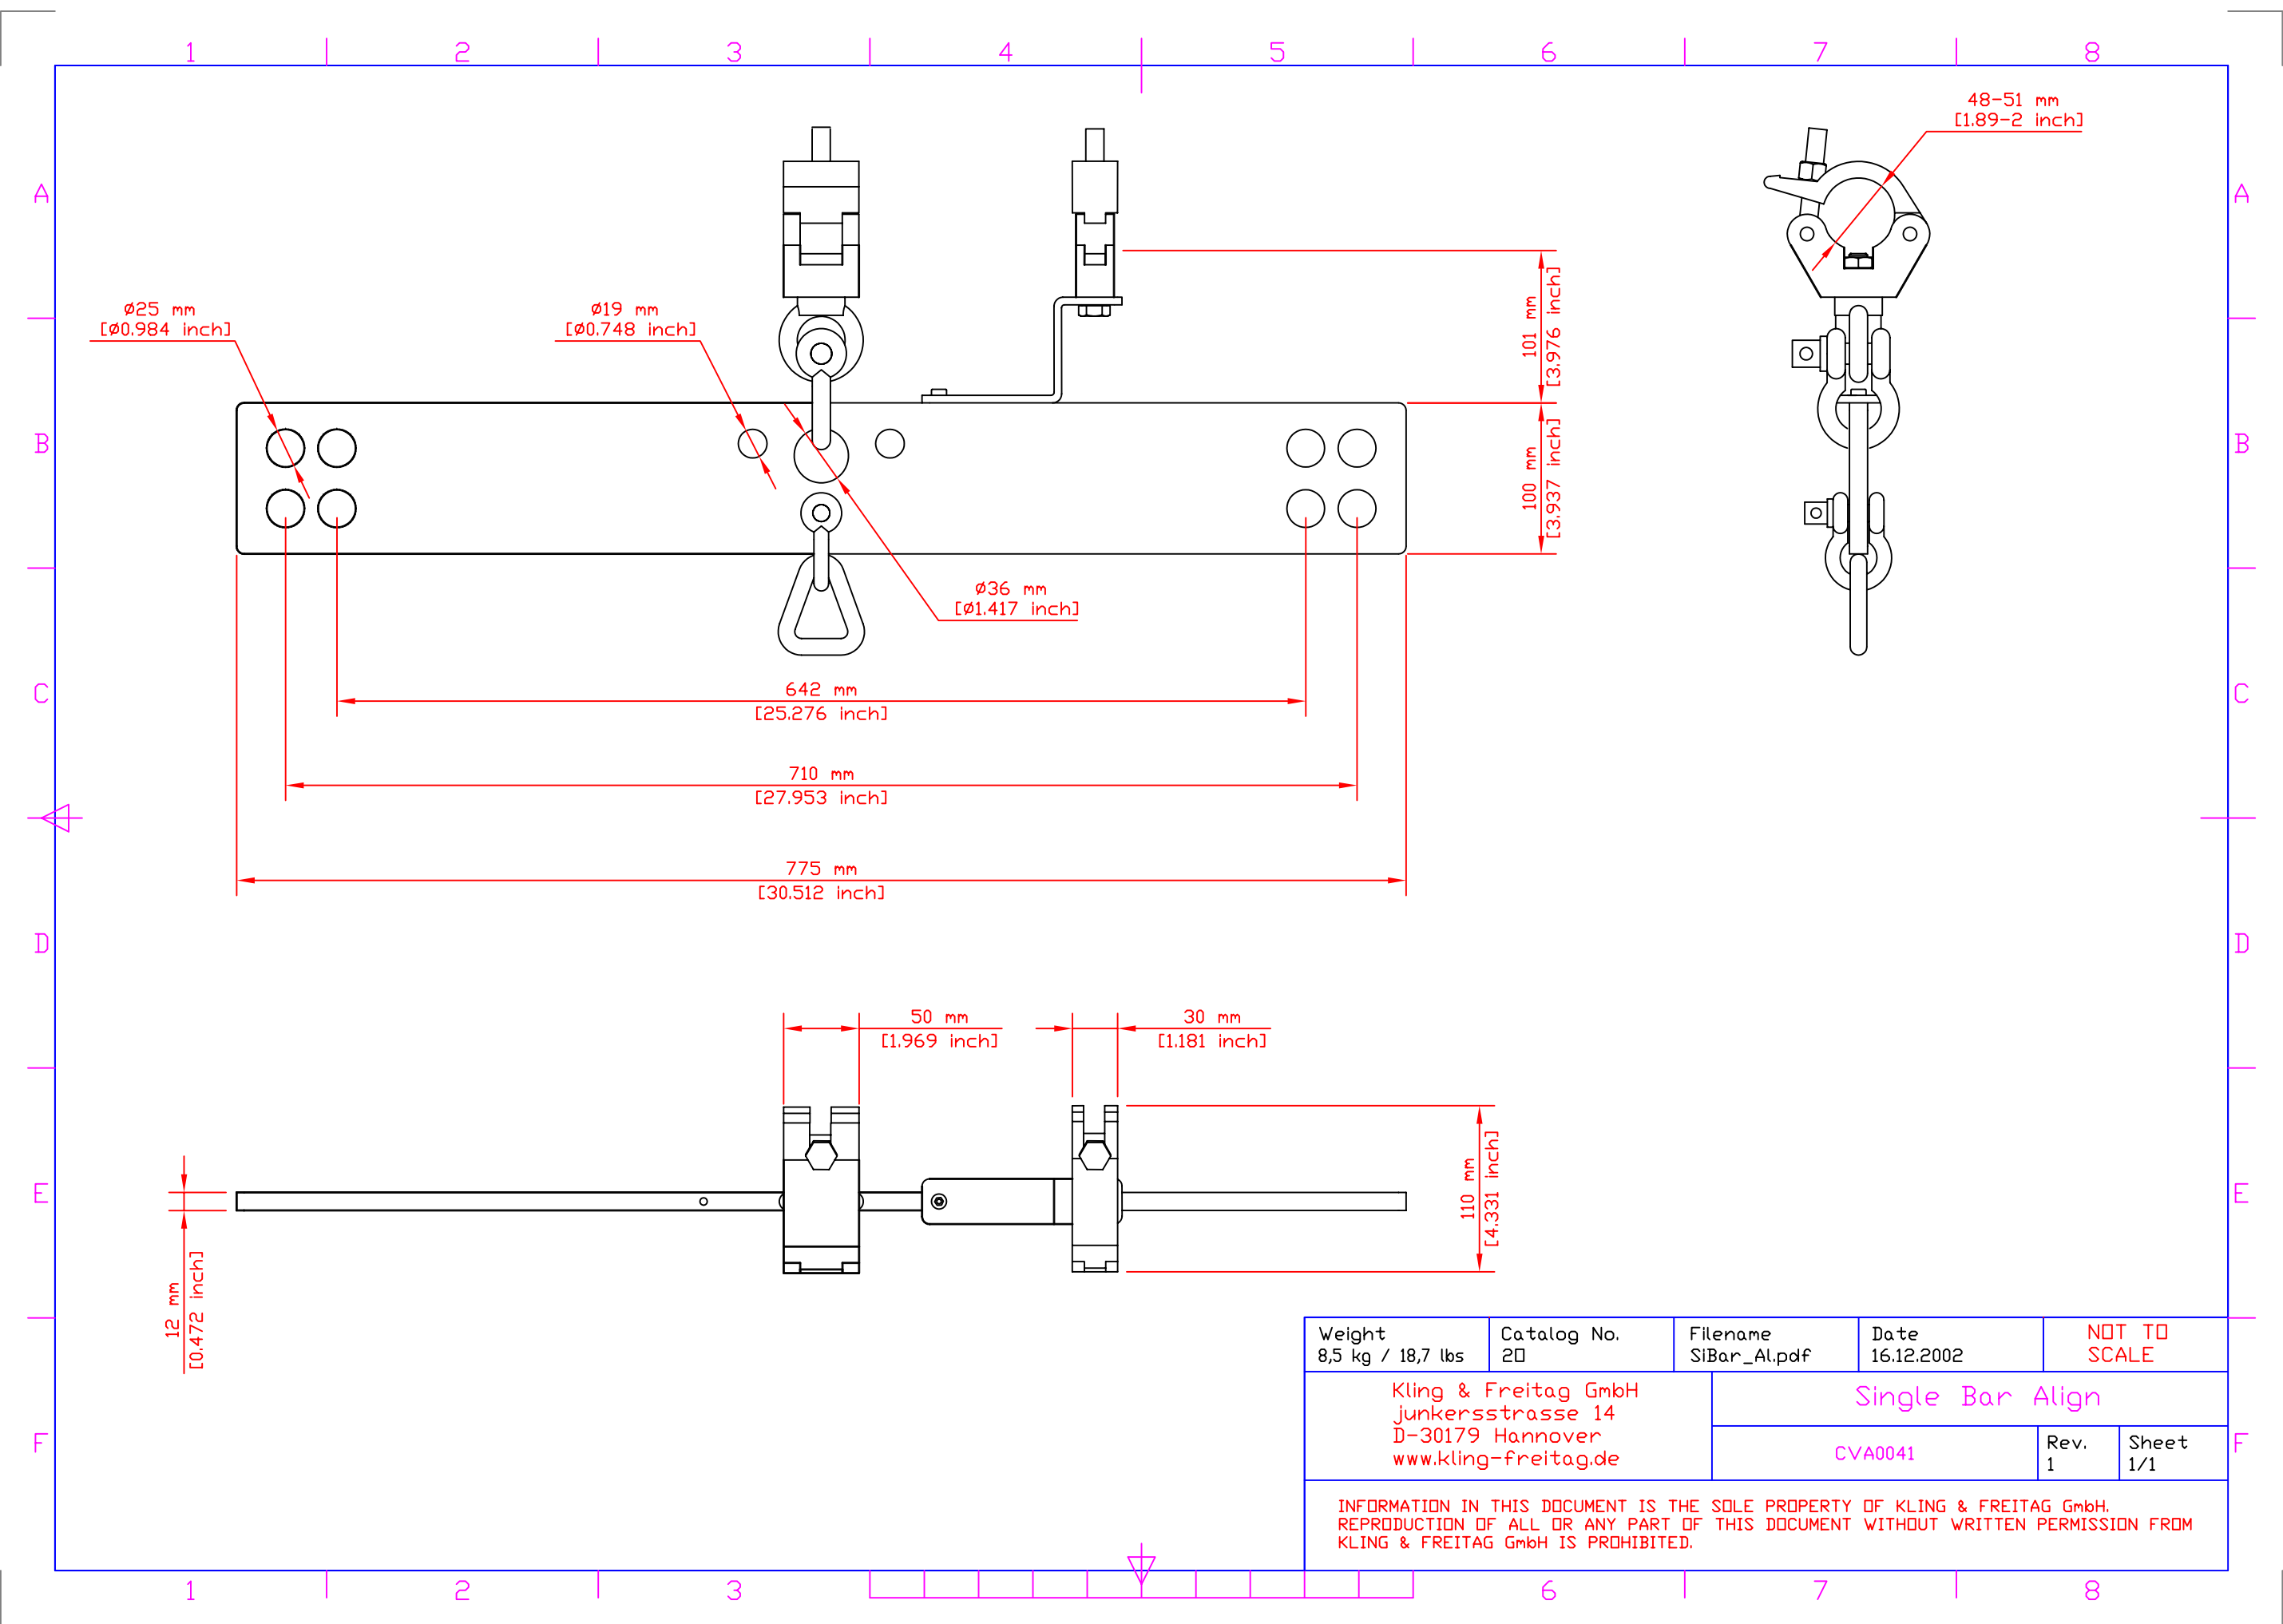 1 2 3 4 5 6 7 8
48-51 mm
[1.89-2 inch]
A A
101 mm
[3.976 inch]
Ø25 mm
[Ø0.984 inch]
Ø19 mm
[Ø0.748 inch]
B B
100 mm
[3.937 inch]
Ø36 mm
[Ø1.417 inch]
C C
642 mm
[25.276 inch]
710 mm
[27.953 inch]
775 mm
[30.512 inch]
D D
50 mm
[1.969 inch]
30 mm
[1.181 inch]
110 mm
[4.331 inch]
E E
12 mm
[0.472 inch]
Weight
8,5 kg / 18,7 lbs
Catalog No.
20
Filename
SiBar_Al.pdf
Date
16.12.2002
NOT TO
SCALE
Kling & Freitag GmbH
junkersstrasse 14
D-30179 Hannover
www.kling-freitag.de
Single Bar Align
CVA0041
Rev.
1
Sheet
1/1
F F
INFORMATION IN THIS DOCUMENT IS THE SOLE PROPERTY OF KLING & FREITAG GmbH.
REPRODUCTION OF ALL OR ANY PART OF THIS DOCUMENT WITHOUT WRITTEN PERMISSION FROM
KLING & FREITAG GmbH IS PROHIBITED.
1 2 3 6 7 8